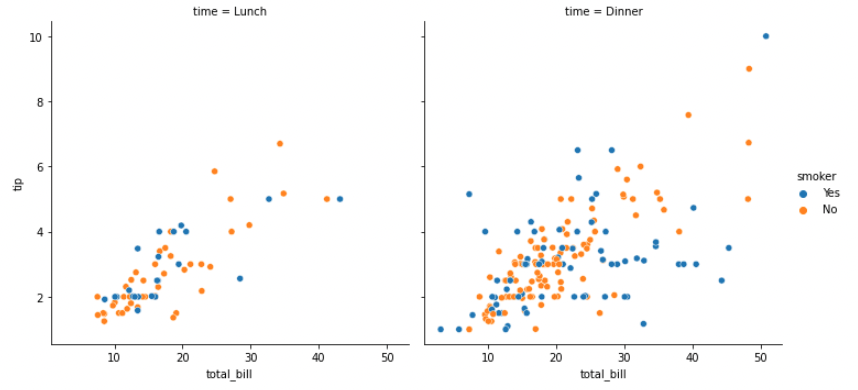 time = Lunch
time = Dinner
10
8
6
4
2
tip
10
20
30
40
50
total_bill
10
20
30
40
50
total_bill
smoker
Yes
No